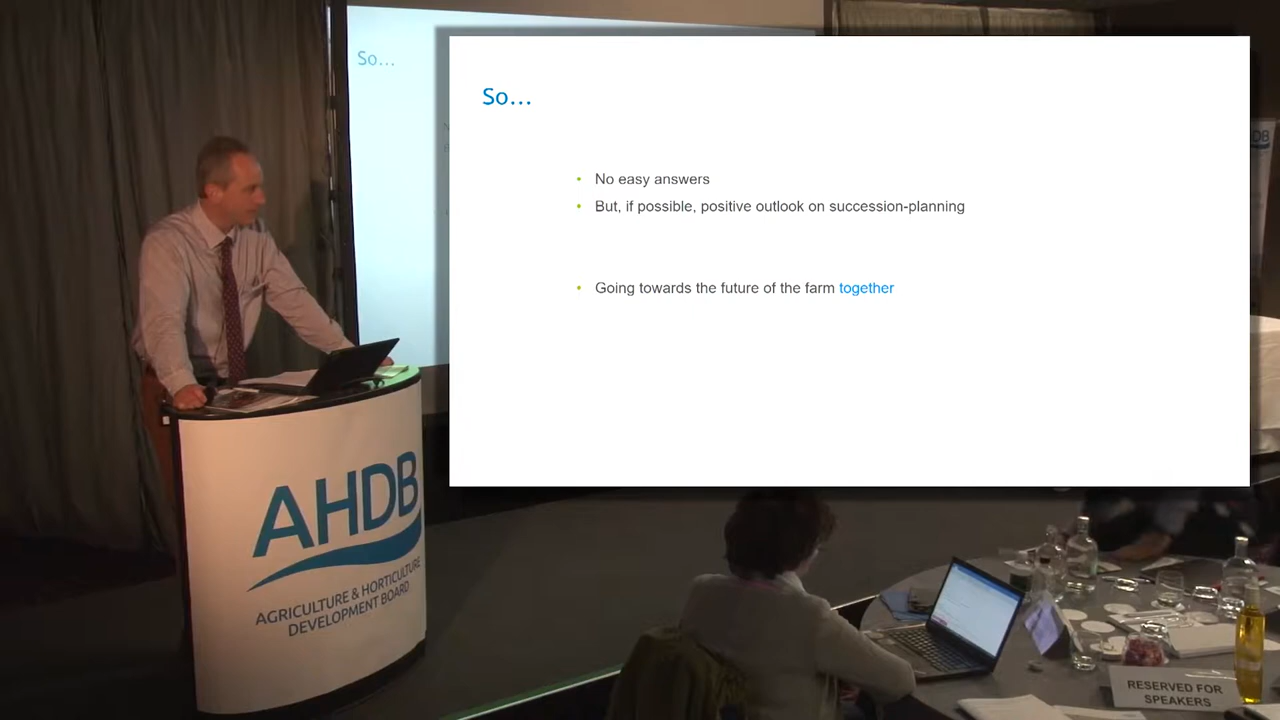 So...
So...
• No easy answers
• But, if possible, positive outlook on succession-planning
• Going towards the future of the farm together
DB
AHDB
AGRICULTURE & HORTICULTURE
DEVELOPMENT BOARD
RESERVED FOR
SPEAKERS